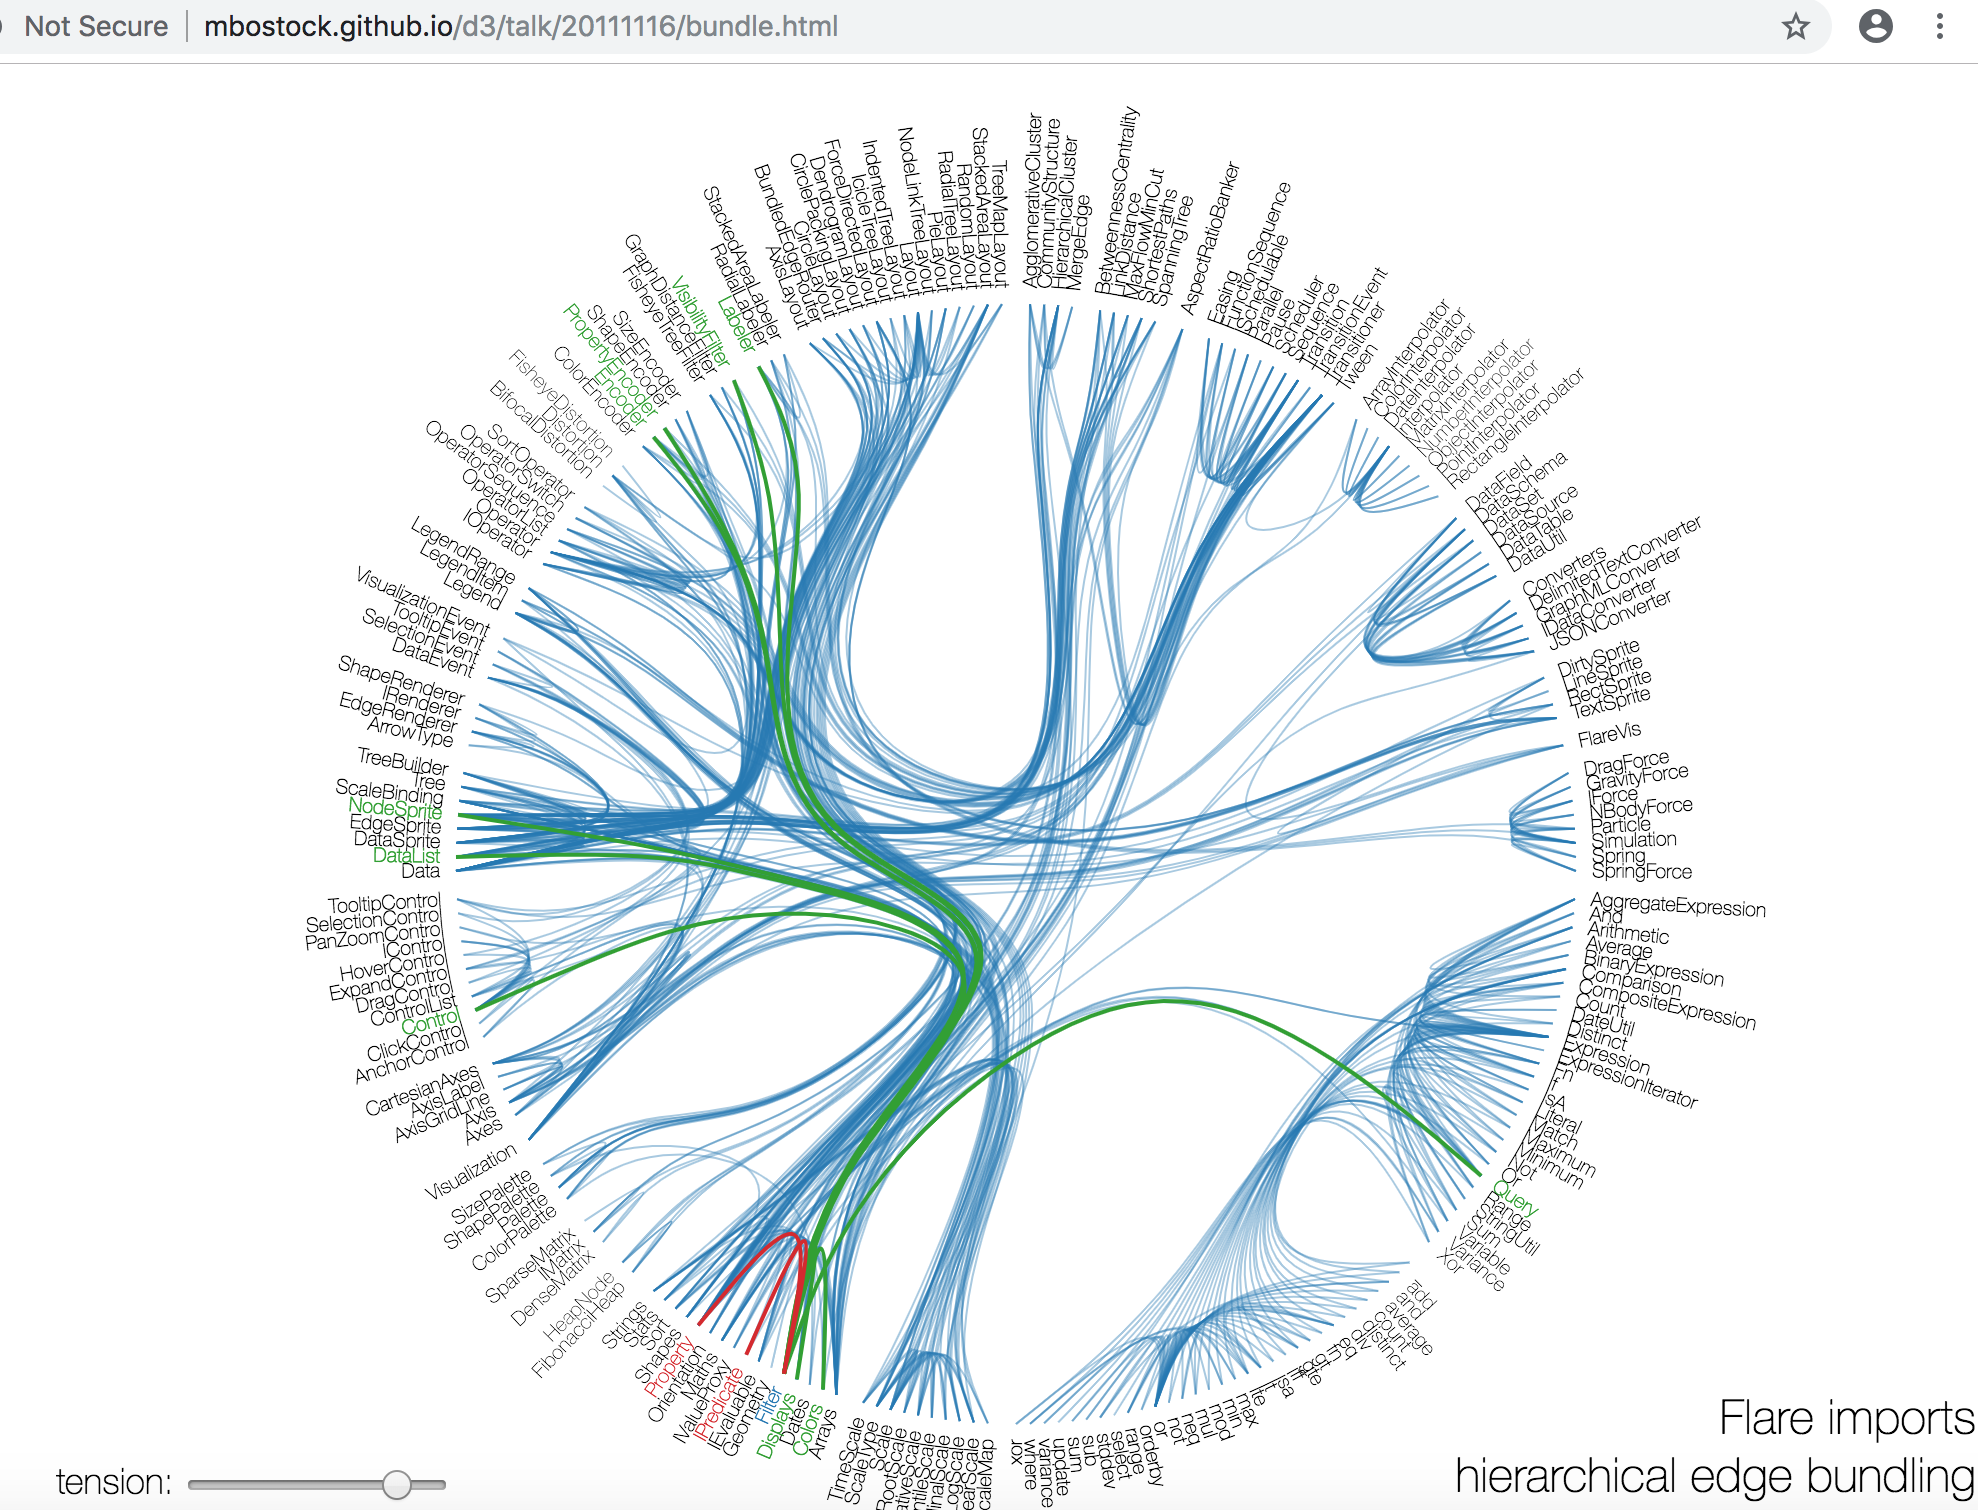 Not Secure
mbostock.github.io/d3/talk/20111116/bundle.html
AgglomerativeCluster
CommunityStructure
HierarchicalCluster
MergeEdge
BetweennessCentrality
LinkDistance
MaxFlowMinCut
ShortestPaths
SpanningTree
AspectRatioBanker
Easing
FunctionSequence
ISchedulable
Parallel
Pause
Scheduler
Sequence
Transition
TransitionEvent
Transitioner
Tween
ArrayInterpolator
ColorInterpolator
DateInterpolator
Interpolator
MatrixInterpolator
NumberInterpolator
ObjectInterpolator
PointInterpolator
RectangleInterpolator
DataField
DataSchema
DataSet
DataSource
DataTable
DataUtil
Converters
DelimitedTextConverter
GraphMLConverter
IDataConverter
JSONConverter
DirtySprite
LineSprite
RectSprite
TextSprite
FlareVis
DragForce
GravityForce
IForce
NBodyForce
Particle
Simulation
Spring
SpringForce
AggregateExpression
And
Arithmetic
Average
BinaryExpression
Comparison
CompositeExpression
Count
DateUtil
Distinct
Expression
ExpressionIterator
Fn
If
IsA
Literal
Match
Maximum
Minimum
Not
Or
Query
Range
StringUtil
Sum
Variable
Variance
Xor
add
and
average
count
distinct
div
eq
fn
gt
gte
iff
isa
lt
lte
max
min
mod
mul
neq
not
or
orderby
range
select
stddev
sub
sum
update
variance
where
xor
TimeScale
ScaleType
Scale
RootScale
Arrays
Colors
Dates
Displays
Filter
Geometry
IEvaluable
IPredicate
IValueProxy
Maths
Orientation
Property
Shapes
Sort
Stats
Strings
FibonacciHeap
HeapNode
DenseMatrix
IMatrix
SparseMatrix
ColorPalette
Palette
ShapePalette
SizePalette
Visualization
Axes
Axis
AxisGridLine
AxisLabel
CartesianAxes
AnchorControl
ClickControl
Control
ControlList
DragControl
ExpandControl
HoverControl
IControl
PanZoomControl
SelectionControl
TooltipControl
Data
DataList
DataSprite
EdgeSprite
NodeSprite
ScaleBinding
Tree
TreeBuilder
ArrowType
EdgeRenderer
IRenderer
ShapeRenderer
DataEvent
SelectionEvent
TooltipEvent
VisualizationEvent
Legend
LegendItem
LegendRange
IOperator
Operator
OperatorList
OperatorSequence
OperatorSwitch
SortOperator
BifocalDistortion
Distortion
FisheyeDistortion
ColorEncoder
Encoder
PropertyEncoder
ShapeEncoder
SizeEncoder
FisheyeTreeFilter
GraphDistanceFilter
VisibilityFilter
Labeler
RadialLabeler
StackedAreaLabeler
AxisLayout
BundledEdgeRouter
CircleLayout
CirclePackingLayout
DendrogramLayout
ForceDirectedLayout
IcicleTreeLayout
IndentedTreeLayout
Layout
NodeLinkTreeLayout
PieLayout
RadialTreeLayout
RandomLayout
StackedAreaLayout
TreeMapLayout
tension:
Flare imports
hierarchical edge bundling